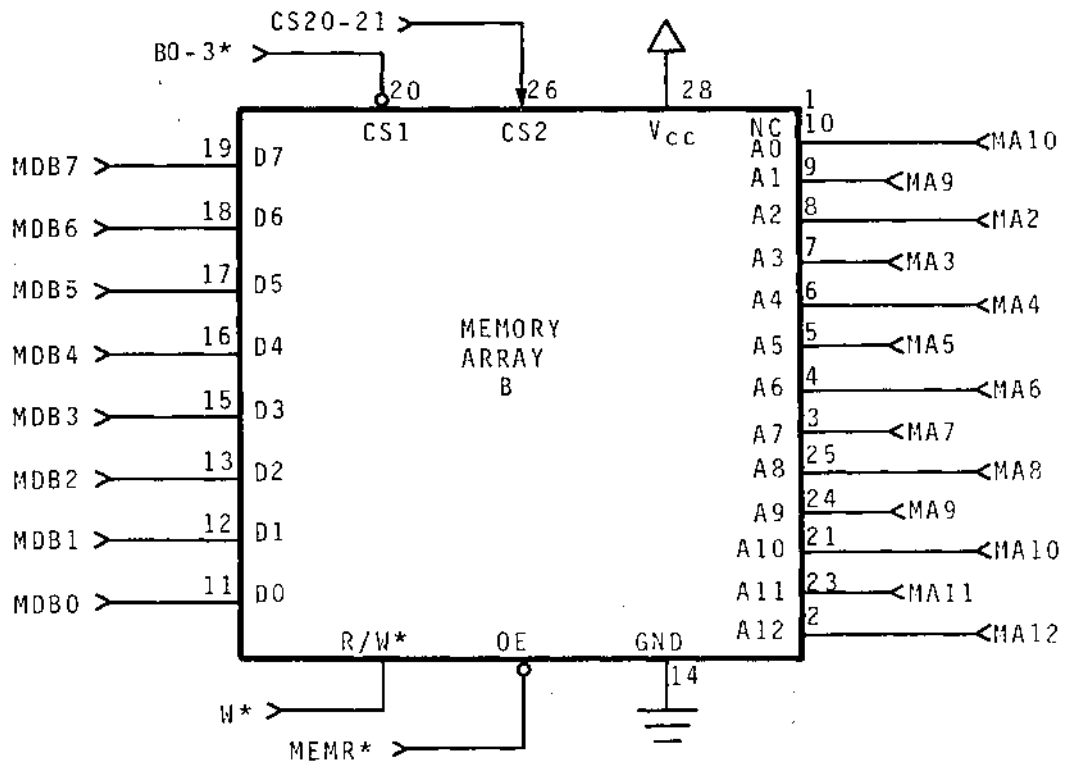 CS20-21
B0-3*
20 26 28 1
CS1 CS2 VCC NC 10
A0 MA10
MDB7 19 D7
A1 9 MA9
MDB6 18 D6
A2 8 MA2
MDB5 17 D5
A3 7 MA3
A4 6 MA4
MEMORY
ARRAY
B
MDB4 16 D4
A5 5 MA5
A6 4 MA6
MDB3 15 D3
A7 3 MA7
MDB2 13 D2
A8 25 MA8
A9 24 MA9
MDB1 12 D1
A10 21 MA10
MDB0 11 D0
A11 23 MA11
A12 2 MA12
R/W* OE GND
14
W*
MEMR*